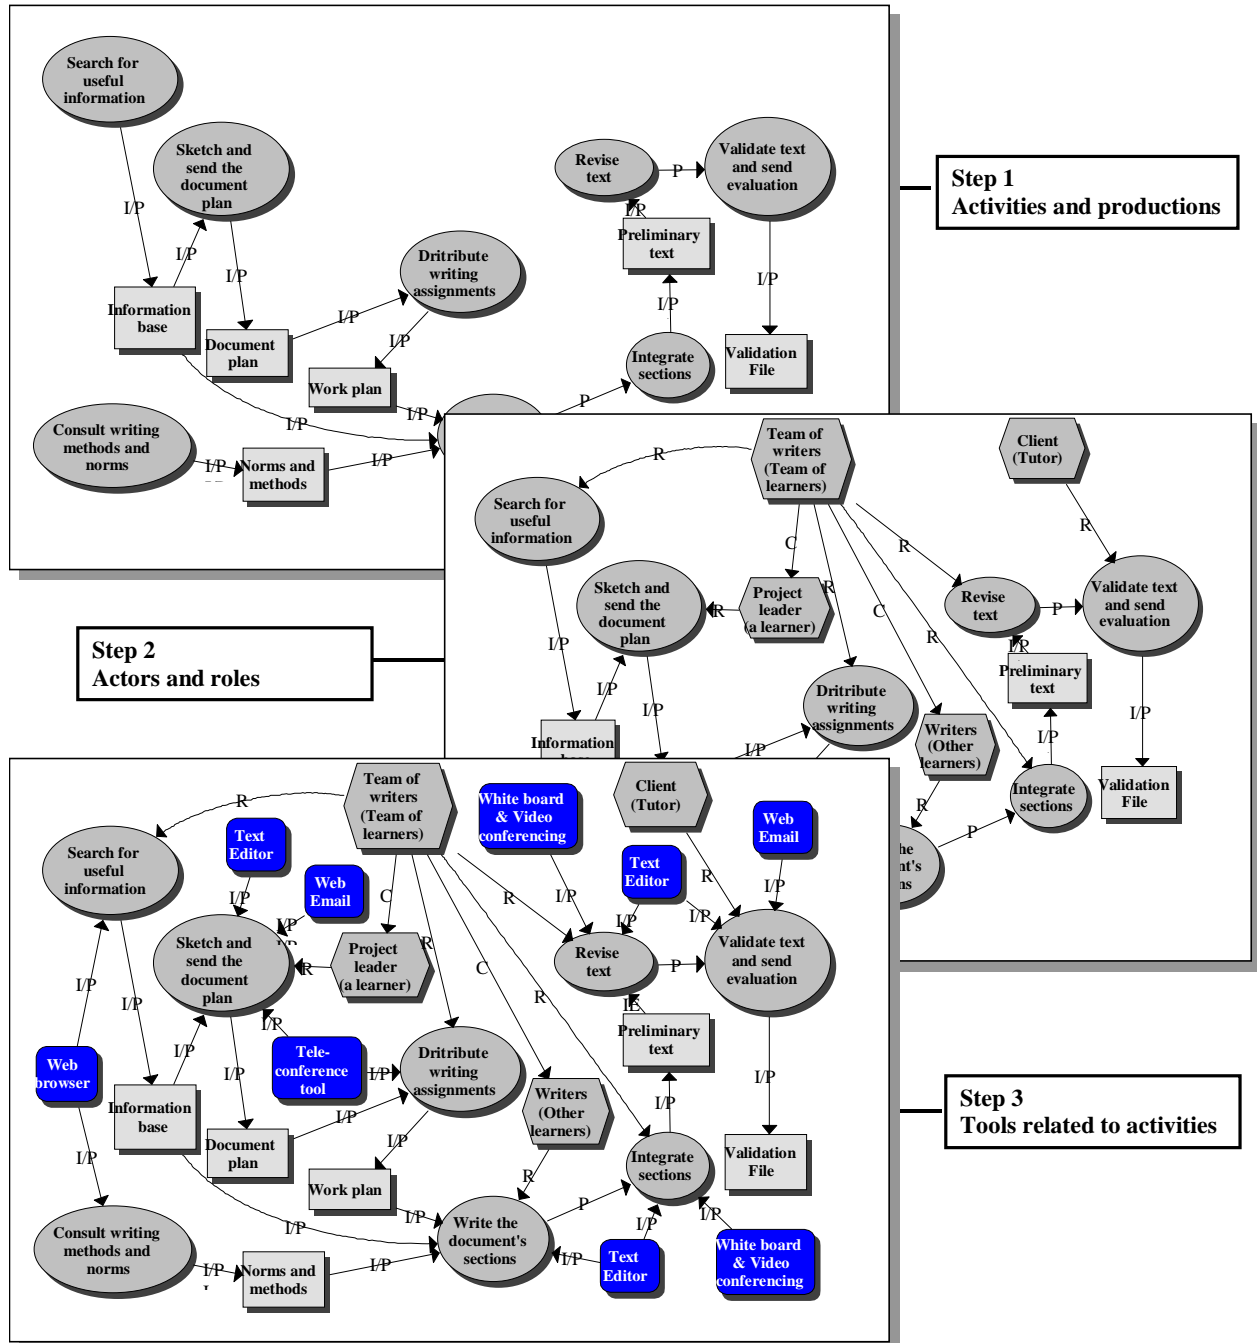 Search for
useful
information
Sketch and
send the
document
plan
I/P
I/P
I/P
Information
base
Document
plan
Dritribute
writing
assignments
I/P
I/P
Work plan
I/P
I/P
Consult writing
methods and
norms
I/P
Norms and
methods
I/P
Revise
text
P
Validate text
and send
evaluation
I/P
Preliminary
text
I/P
I/P
Integrate
sections
Validation
File
P
Step 1
Activities and productions
Team of
writers
(Team of
learners)
Client
(Tutor)
R
R
Search for
useful
information
C
R
Sketch and
send the
document
plan
R
Project
leader
(a learner)
R
C
R
Revise
text
P
Validate text
and send
evaluation
I/P
I/P
I/P
I/P
Preliminary
text
Dritribute
writing
assignments
I/P
I/P
I/P
Information
Writers
(Other
learners)
Integrate
sections
Validation
File
R
P
Step 2
Actors and roles
Team of
writers
(Team of
learners)
Client
(Tutor)
White board
& Video
conferencing
Web
Email
R
Text
Editor
Text
Editor
Search for
useful
information
Web
Email
I/P
C
R
I/P
R
I/P
I/P
I/P
I/P
Sketch and
send the
document
plan
R
Project
leader
(a learner)
R
C
R
Revise
text
P
Validate text
and send
evaluation
I/P
I/P
I/P
Preliminary
text
Web
browser
I/P
I/P
Tele-
conference
tool
I/P
Dritribute
writing
assignments
I/P
I/P
Information
base
I/P
Writers
(Other
learners)
I/P
Document
plan
I/P
Integrate
sections
Validation
File
I/P
Work plan
R
P
I/P
I/P
Write the
document's
sections
I/P
I/P
Consult writing
methods and
norms
I/P
Norms and
methods
I/P
I/P
Text
Editor
White board
& Video
conferencing
Step 3
Tools related to activities